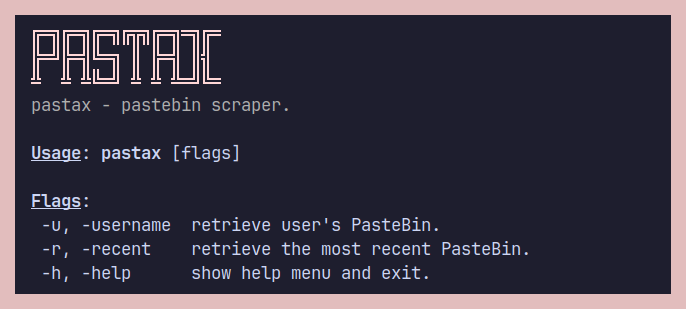 PASTAX
pastax - pastebin scraper.
Usage: pastax [flags]
Flags:
-u, -username  retrieve user's PasteBin.
-r, -recent    retrieve the most recent PasteBin.
-h, -help      show help menu and exit.